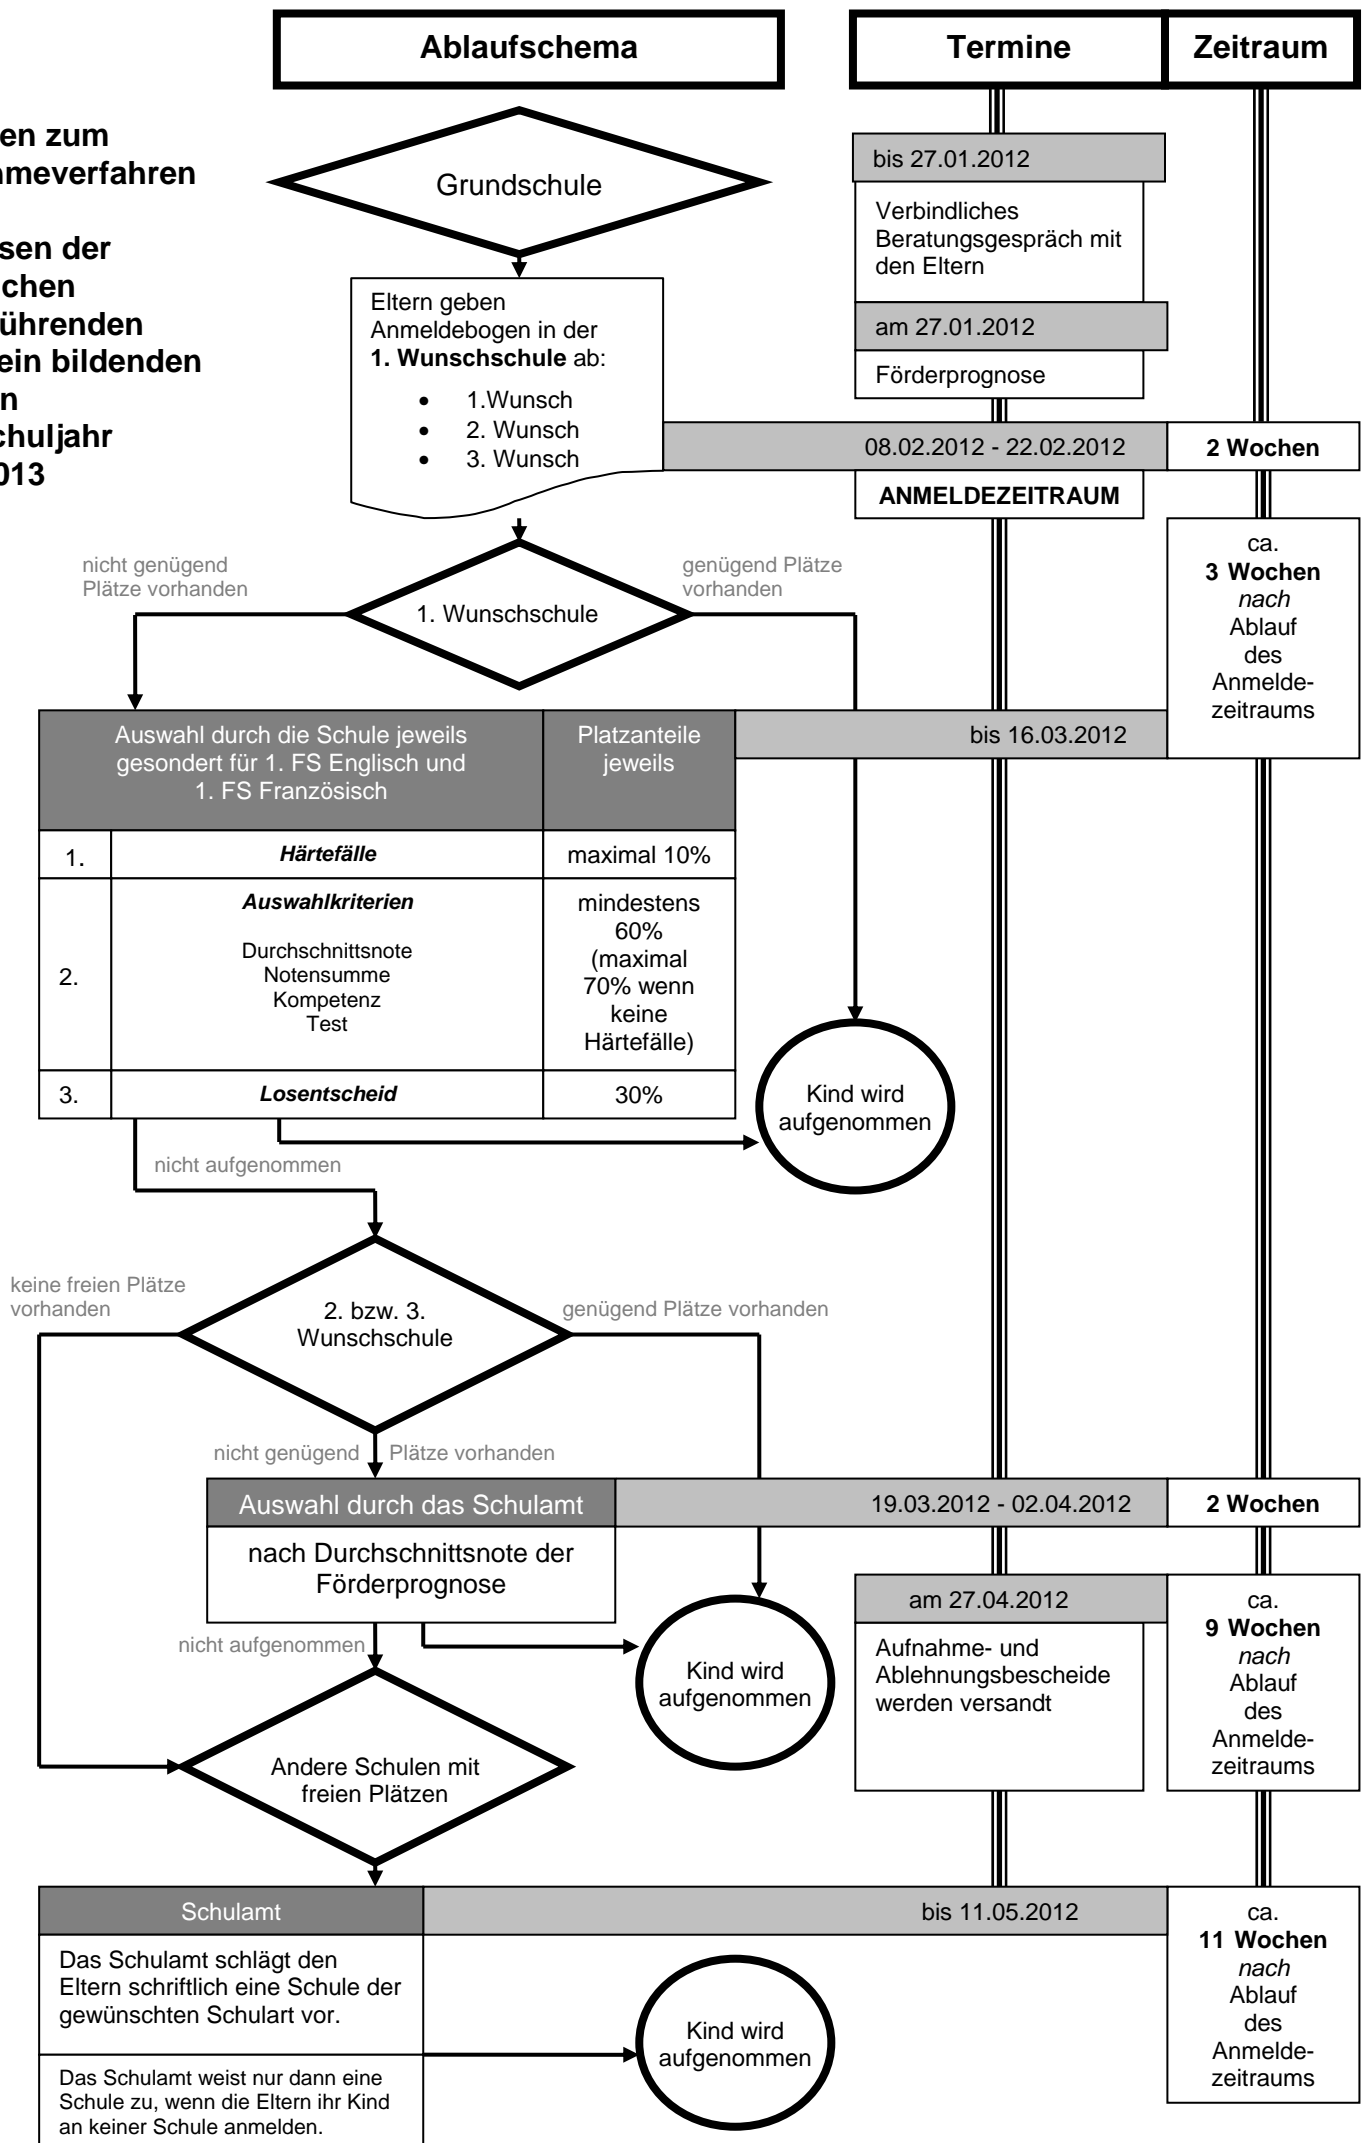 Ablaufschema
Termine
Zeitraum
en zum
meverfahren
sen der
chen
ührenden
ein bildenden
n
chuljahr
013
Grundschule
bis 27.01.2012
Verbindliches
Beratungsgespräch mit
den Eltern
am 27.01.2012
Förderprognose
Eltern geben
Anmeldebogen in der
1. Wunschschule ab:
• 1.Wunsch
• 2. Wunsch
• 3. Wunsch
08.02.2012 - 22.02.2012
2 Wochen
ANMELDEZEITRAUM
nicht genügend
Plätze vorhanden
genügend Plätze
vorhanden
1. Wunschschule
ca.
3 Wochen
nach
Ablauf
des
Anmelde-
zeitraums
Auswahl durch die Schule jeweils
gesondert für 1. FS Englisch und
1. FS Französisch
Platzanteile
jeweils
bis 16.03.2012
1.
Härtefälle
maximal 10%
2.
Auswahlkriterien
Durchschnittsnote
Notensumme
Kompetenz
Test
mindestens
60%
(maximal
70% wenn
keine
Härtefälle)
3.
Losentscheid
30%
Kind wird
aufgenommen
nicht aufgenommen
keine freien Plätze
vorhanden
2. bzw. 3.
Wunschschule
genügend Plätze vorhanden
nicht genügend Plätze vorhanden
Auswahl durch das Schulamt
19.03.2012 - 02.04.2012
2 Wochen
nach Durchschnittsnote der
Förderprognose
am 27.04.2012
Aufnahme- und
Ablehnungsbescheide
werden versandt
ca.
9 Wochen
nach
Ablauf
des
Anmelde-
zeitraums
nicht aufgenommen
Kind wird
aufgenommen
Andere Schulen mit
freien Plätzen
Schulamt
bis 11.05.2012
ca.
11 Wochen
nach
Ablauf
des
Anmelde-
zeitraums
Das Schulamt schlägt den
Eltern schriftlich eine Schule der
gewünschten Schulart vor.
Kind wird
aufgenommen
Das Schulamt weist nur dann eine
Schule zu, wenn die Eltern ihr Kind
an keiner Schule anmelden.